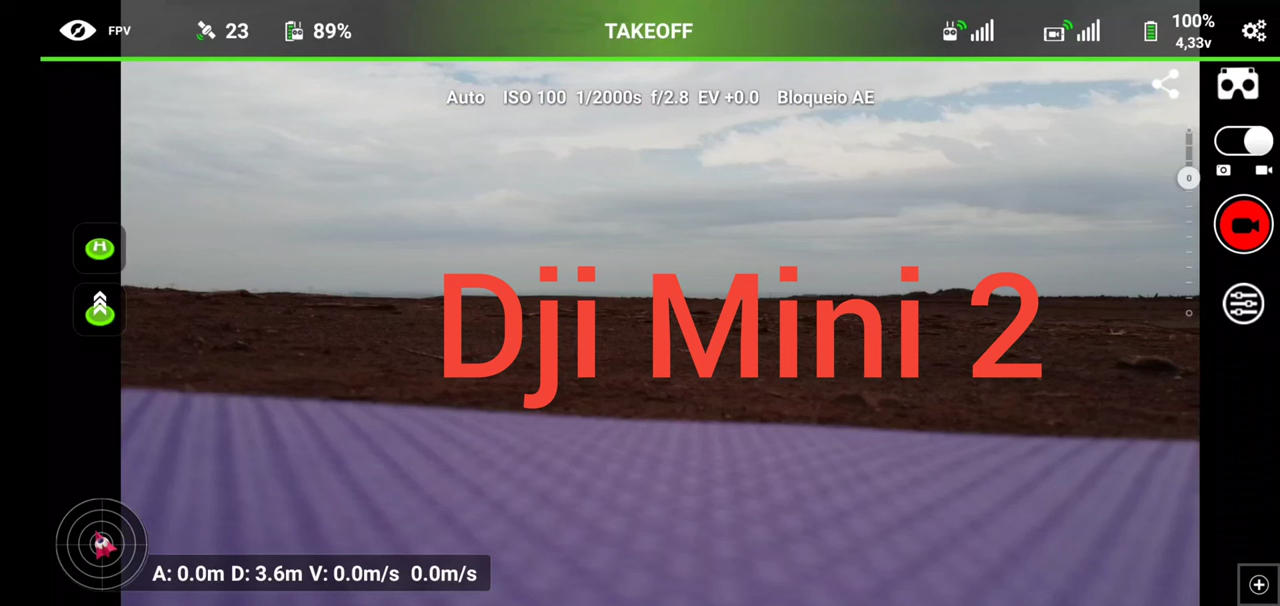 FPV 23 89% TAKEOFF 100%
4,33v
Auto ISO 100 1/2000s f/2.8 EV +0.0 Bloqueio AE
0
H
Dji Mini 2
A: 0.0m D: 3.6m V: 0.0m/s 0.0m/s